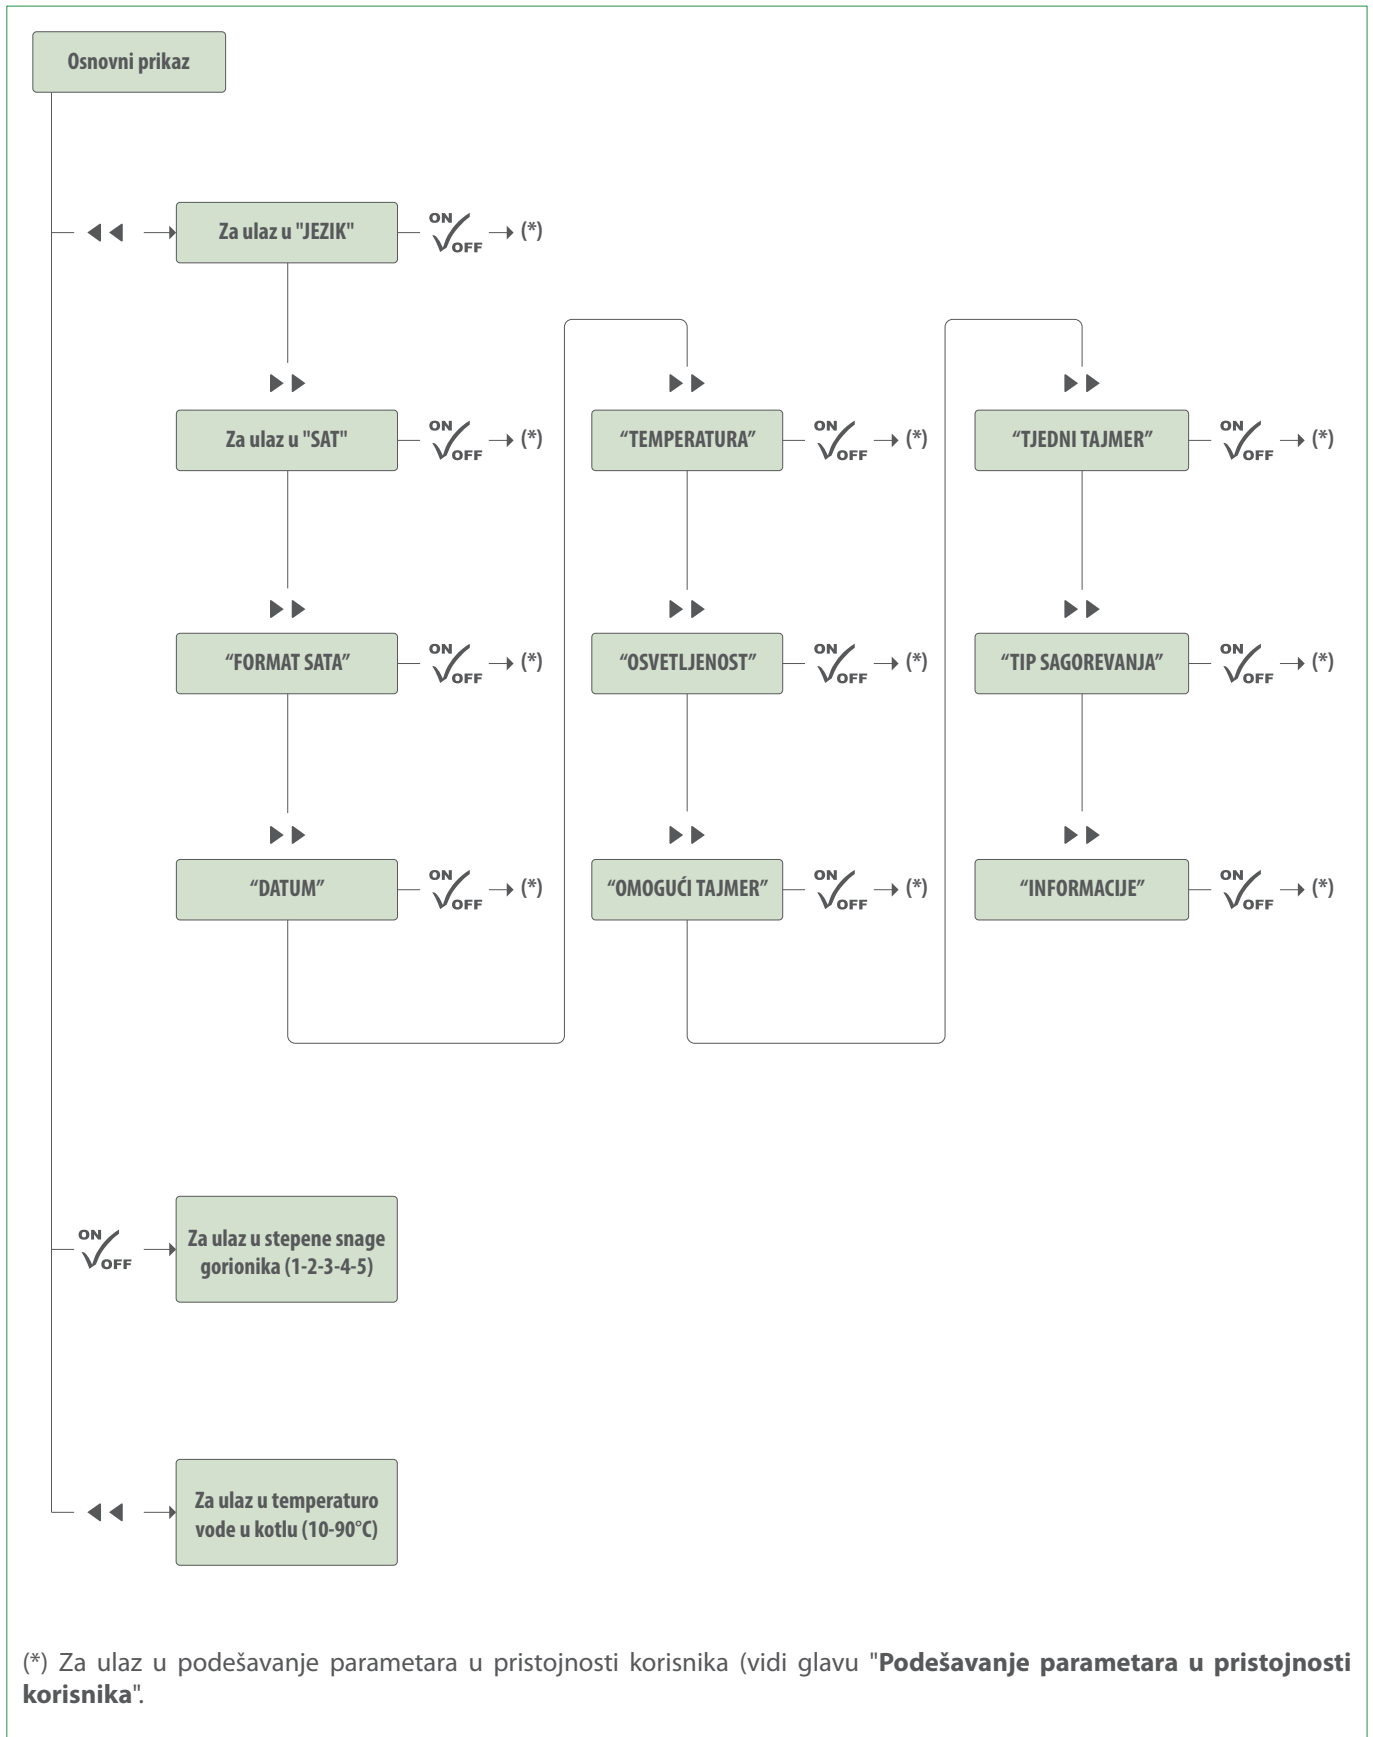 Osnovni prikaz
Za ulaz u "JEZIK"
ON
OFF
(*)
Za ulaz u "SAT"
ON
OFF
(*)
“TEMPERATURA”
ON
OFF
(*)
“TJEDNI TAJMER”
ON
OFF
(*)
“FORMAT SATA”
ON
OFF
(*)
“OSVETLJENOST”
ON
OFF
(*)
“TIP SAGOREVANJA”
ON
OFF
(*)
“DATUM”
ON
OFF
(*)
“OMOGUĆI TAJMER”
ON
OFF
(*)
“INFORMACIJE”
ON
OFF
(*)
ON
OFF
Za ulaz u stepene snage
gorionika (1-2-3-4-5)
Za ulaz u temperaturo
vode u kotlu (10-90°C)
(*) Za ulaz u podešavanje parametara u pristojnosti korisnika (vidi glavu "Podešavanje parametara u pristojnosti
korisnika".